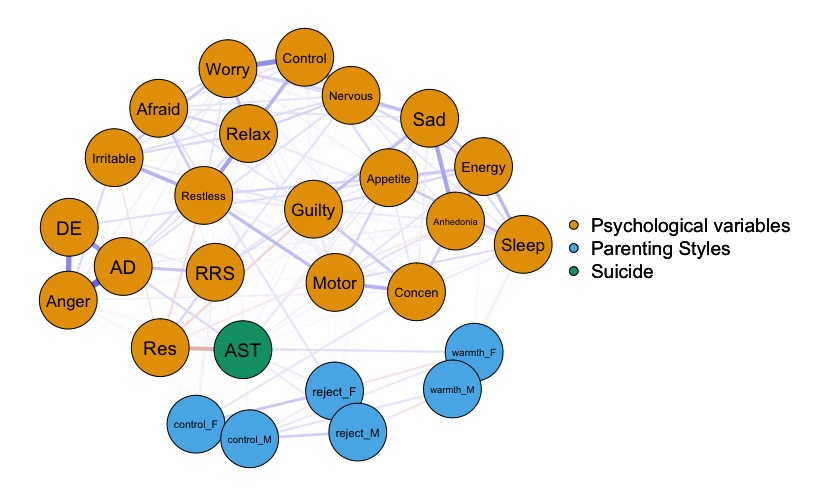 Control
Worry
Nervous
Afraid
Sad
Relax
Irritable
Energy
Appetite
Restless
Guilty
Anhedonia
DE
Sleep
AD
RRS
Motor
Concen
Anger
Res
AST
warmth_F
warmth_M
reject_F
control_F
control_M
reject_M
Psychological variables
Parenting Styles
Suicide